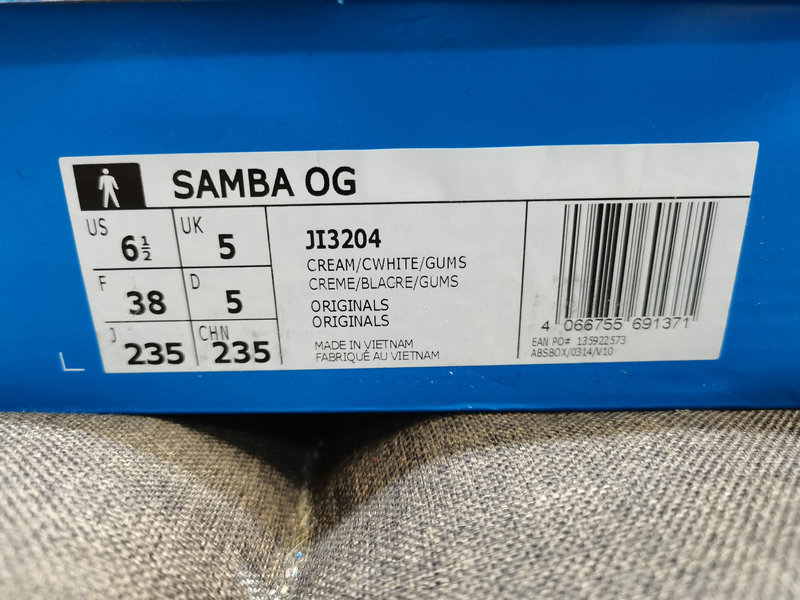 SAMBA OG
US 6½ UK 5
F 38 D 5
J 235 CHN 235
JI3204
CREAM/CWHITE/GUMS
CREME/BLACRE/GUMS
ORIGINALS
ORIGINALS
MADE IN VIETNAM
FABRIQUÉ AU VIETNAM
4 066755 691371
EAN PO# 135922573
ABSBOX/0314/V10